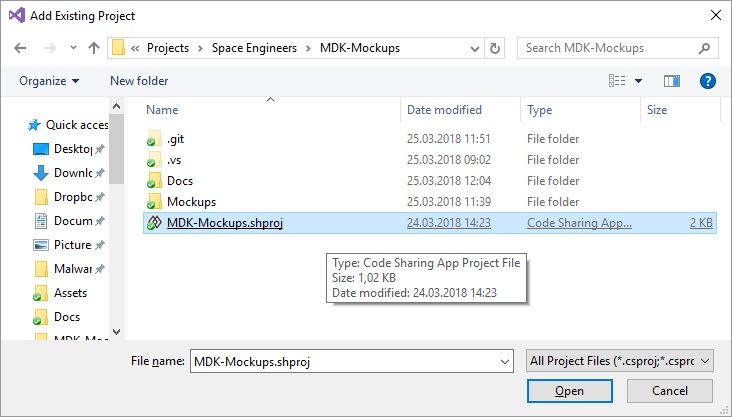 Add Existing Project
« Projects > Space Engineers > MDK-Mockups
Search MDK-Mockups
Organize
New folder
Name Date modified Type Size
Quick acces
Desktop
Downlo
Dropbo
Docum
Picture
Malwar
Assets
Docs
MDK-Mo
.git 25.03.2018 11:51 File folder
.vs 25.03.2018 09:02 File folder
Docs 25.03.2018 12:04 File folder
Mockups 25.03.2018 11:39 File folder
MDK-Mockups.shproj 24.03.2018 14:23 Code Sharing App... 2 KB
Type: Code Sharing App Project File
Size: 1,02 KB
Date modified: 24.03.2018 14:23
File name: MDK-Mockups.shproj
All Project Files (*.csproj;*.cspro
Open
Cancel